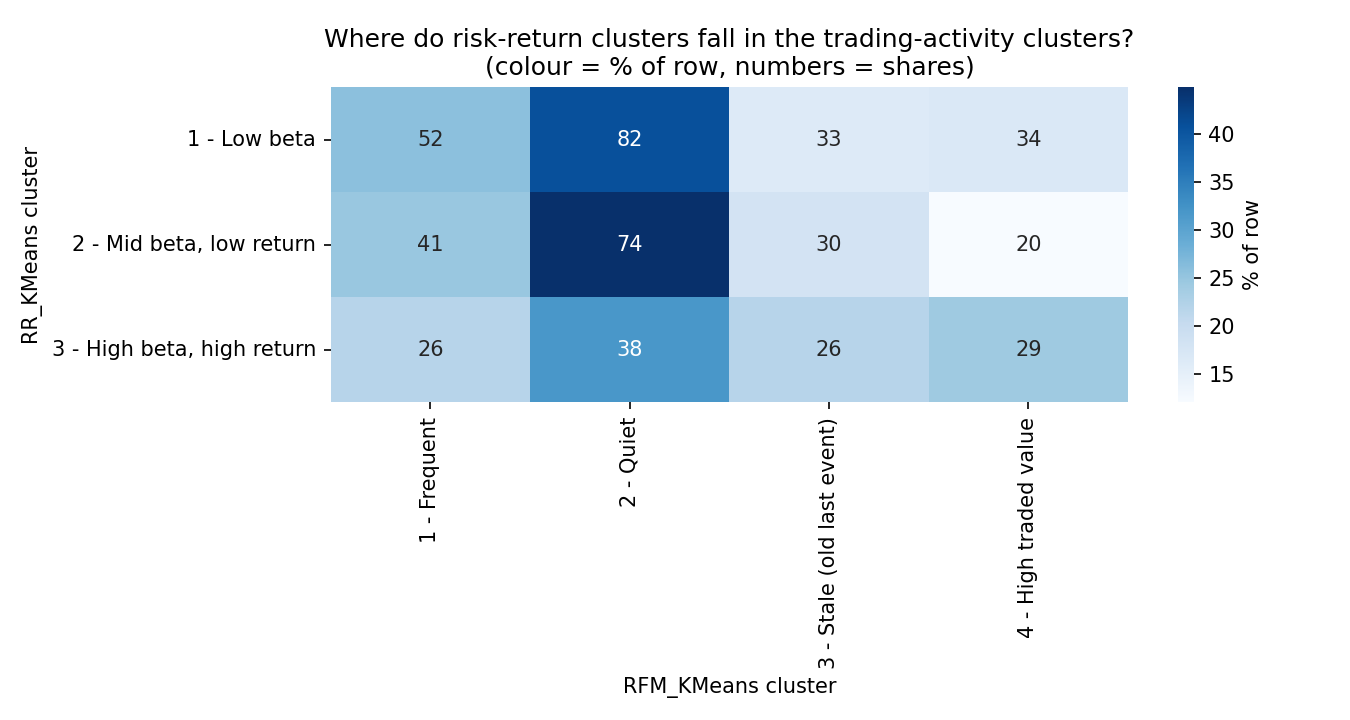 Where do risk-return clusters fall in the trading-activity clusters?
(colour = % of row, numbers = shares)
RR_KMeans cluster
1 - Low beta
52 82 33 34
2 - Mid beta, low return
41 74 30 20
3 - High beta, high return
26 38 26 29
1 - Frequent
2 - Quiet
3 - Stale (old last event)
4 - High traded value
RFM_KMeans cluster
40
35
30
25
20
15
% of row